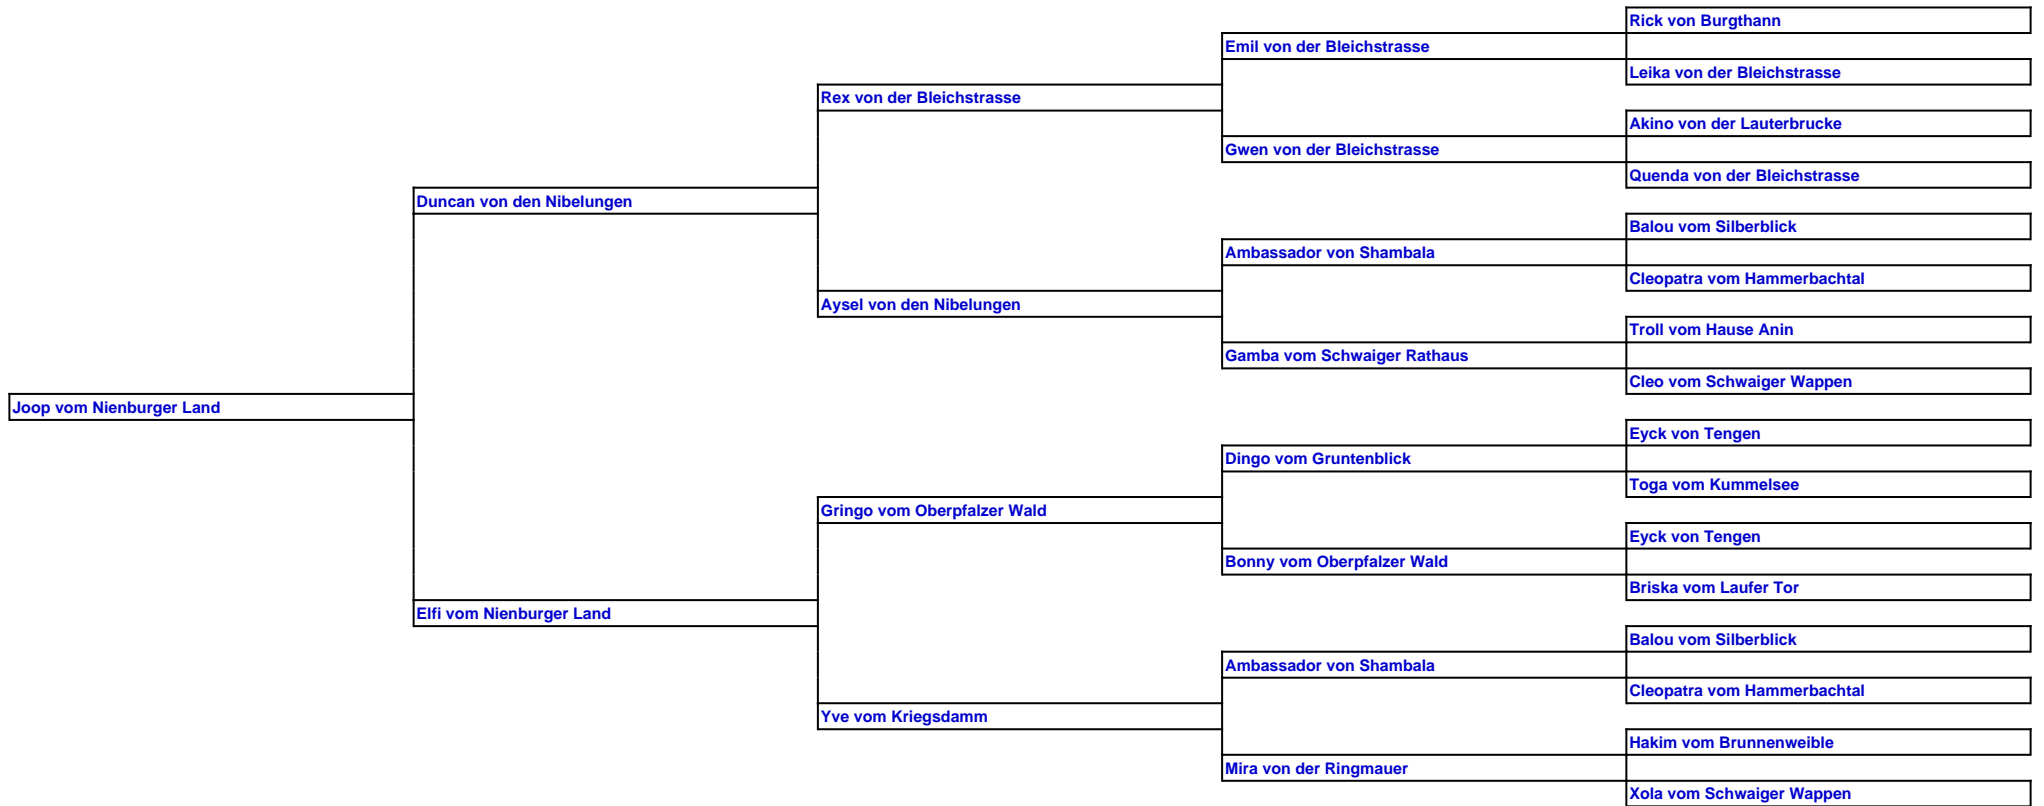 Rick von Burgthann
Emil von der Bleichstrasse
Leika von der Bleichstrasse
Rex von der Bleichstrasse
Akino von der Lauterbrucke
Gwen von der Bleichstrasse
Quenda von der Bleichstrasse
Duncan von den Nibelungen
Balou vom Silberblick
Ambassador von Shambala
Cleopatra vom Hammerbachtal
Aysel von den Nibelungen
Troll vom Hause Anin
Gamba vom Schwaiger Rathaus
Cleo vom Schwaiger Wappen
Joop vom Nienburger Land
Eyck von Tengen
Dingo vom Gruntenblick
Toga vom Kummelsee
Gringo vom Oberpfalzer Wald
Eyck von Tengen
Bonny vom Oberpfalzer Wald
Briska vom Laufer Tor
Elfi vom Nienburger Land
Balou vom Silberblick
Ambassador von Shambala
Cleopatra vom Hammerbachtal
Yve vom Kriegsdamm
Hakim vom Brunnenweible
Mira von der Ringmauer
Xola vom Schwaiger Wappen